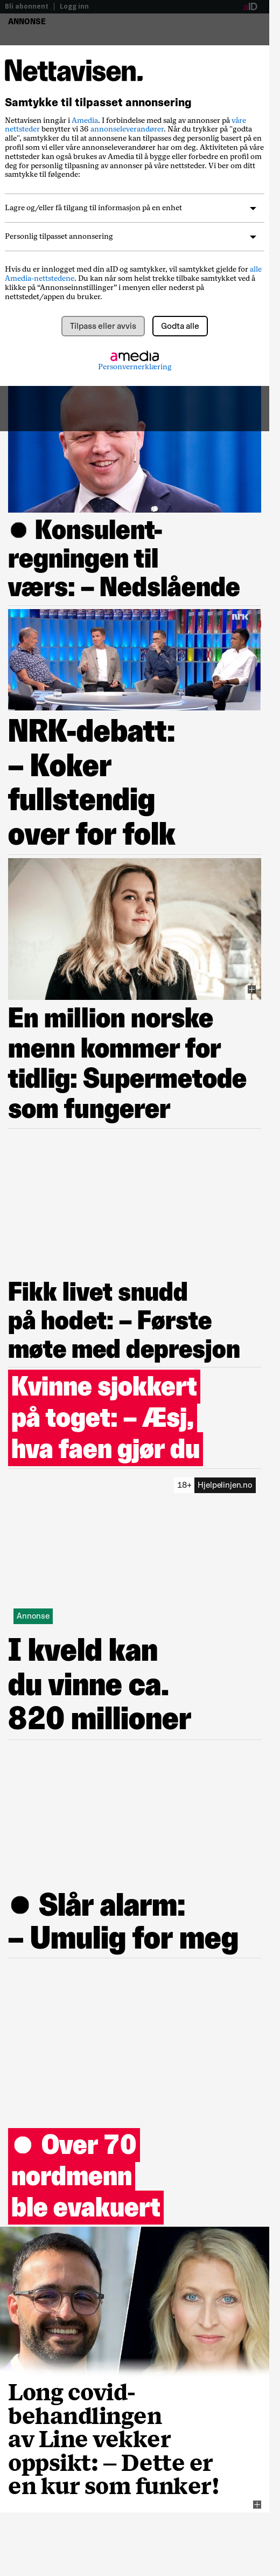 Bli abonnent | Logg inn aID
ANNONSE
Nettavisen.
Samtykke til tilpasset annonsering
Nettavisen inngår i Amedia. I forbindelse med salg av annonser på våre
nettsteder benytter vi 36 annonseleverandører. Når du trykker på "godta
alle", samtykker du til at annonsene kan tilpasses deg personlig basert på en
profil som vi eller våre annonseleverandører har om deg. Aktiviteten på våre
nettsteder kan også brukes av Amedia til å bygge eller forbedre en profil om
deg for personlig tilpasning av annonser på våre nettsteder. Vi ber om ditt
samtykke til følgende:
Lagre og/eller få tilgang til informasjon på en enhet
Personlig tilpasset annonsering
Hvis du er innlogget med din aID og samtykker, vil samtykket gjelde for alle
Amedia-nettstedene. Du kan når som helst trekke tilbake samtykket ved å
klikke på “Annonseinnstillinger” i menyen eller nederst på
nettstedet/appen du bruker.
Tilpass eller avvis Godta alle
amedia
Personvernerklæring
Konsulent-
regningen til
værs: – Nedslående
NRK
NRK-debatt:
– Koker
fullstendig
over for folk
En million norske
menn kommer for
tidlig: Supermetode
som fungerer
Fikk livet snudd
på hodet: – Første
møte med depresjon
Kvinne sjokkert
på toget: – Æsj,
hva faen gjør du
18+ Hjelpelinjen.no
Annonse
I kveld kan
du vinne ca.
820 millioner
Slår alarm:
– Umulig for meg
Over 70
nordmenn
ble evakuert
Long covid-
behandlingen
av Line vekker
oppsikt: – Dette er
en kur som funker!